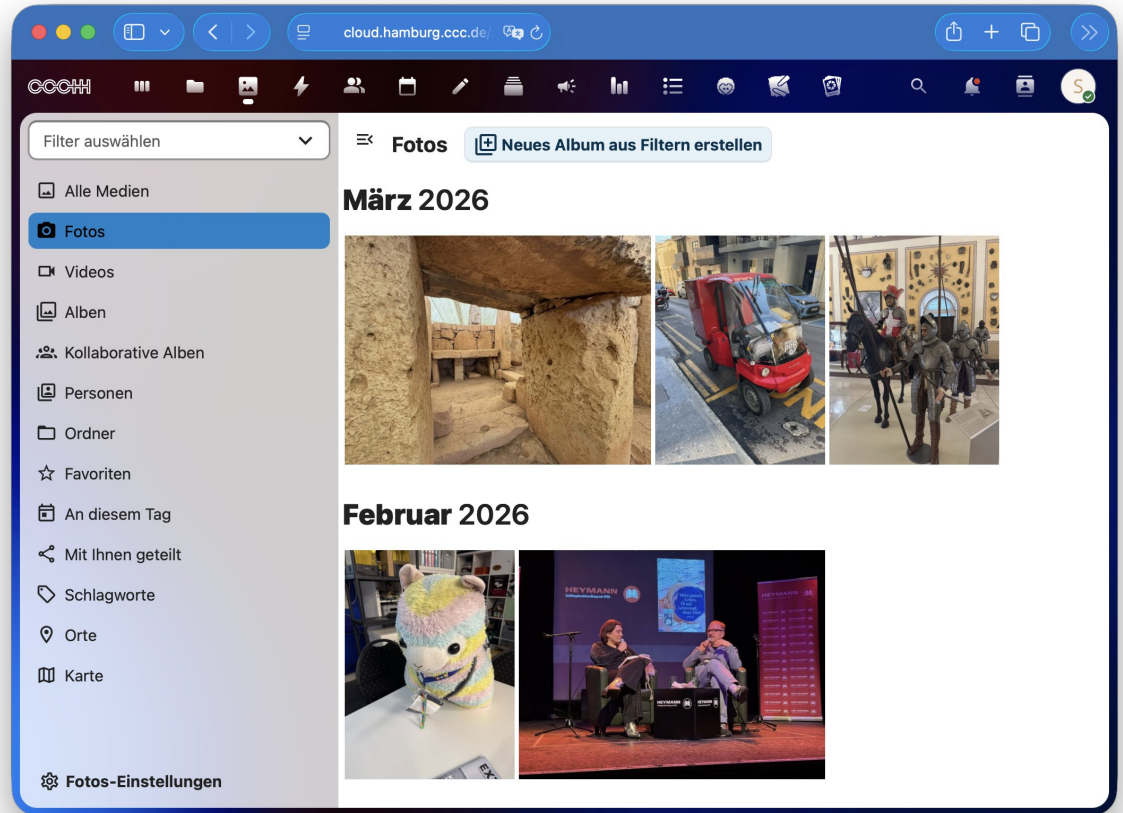 cloud.hamburg.ccc.de/
CCCHH
S
Filter auswählen
Fotos
Neues Album aus Filtern erstellen
Alle Medien
Fotos
Videos
Alben
Kollaborative Alben
Personen
Ordner
Favoriten
An diesem Tag
Mit Ihnen geteilt
Schlagworte
Orte
Karte
Fotos-Einstellungen
März 2026
Februar 2026
HEYMANN
HEYMANN
HEYMANN
HEYMANN